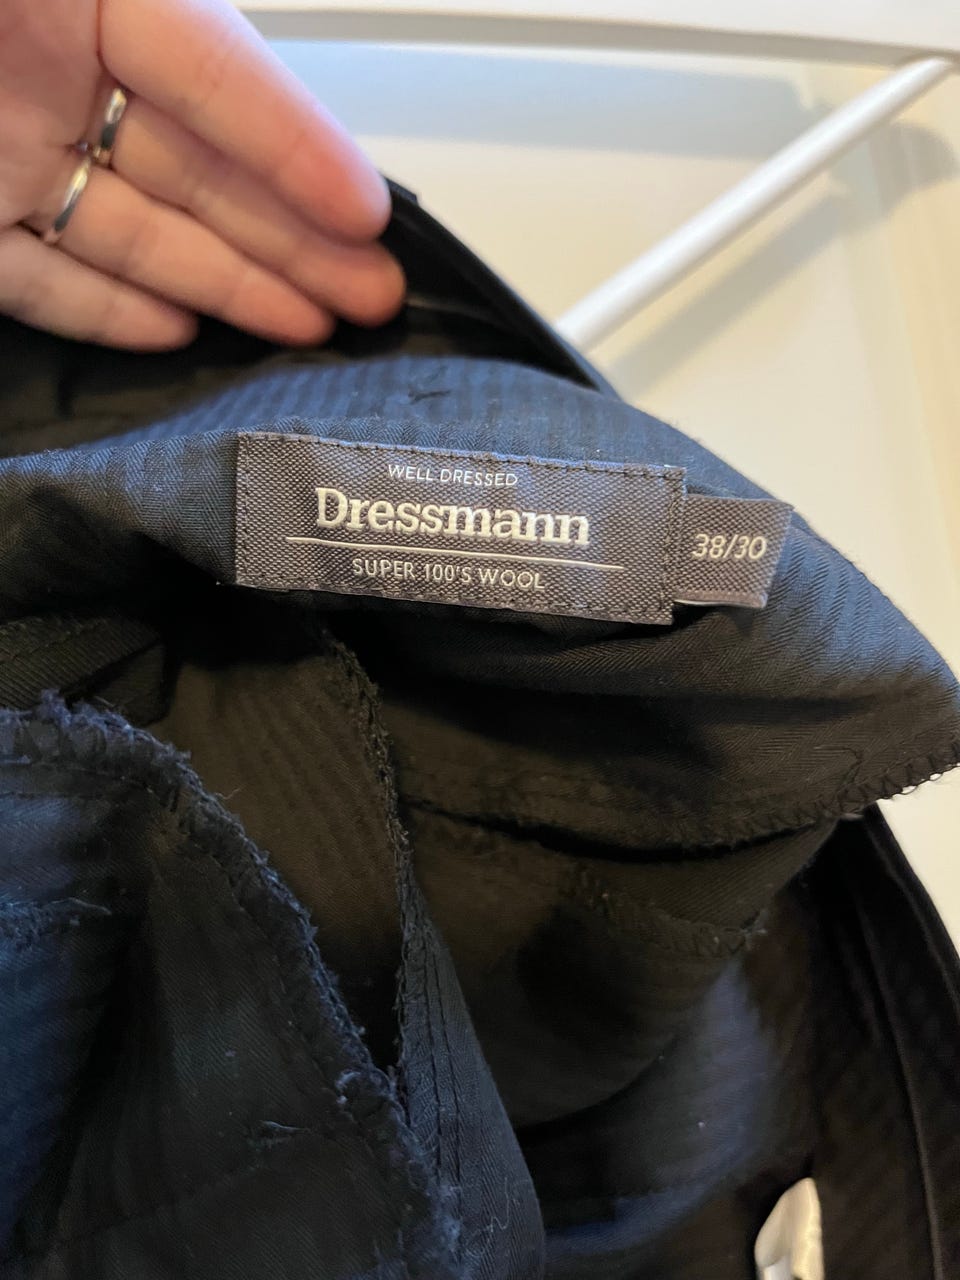 WELL DRESSED
Dressmann
SUPER 100'S WOOL
38/30